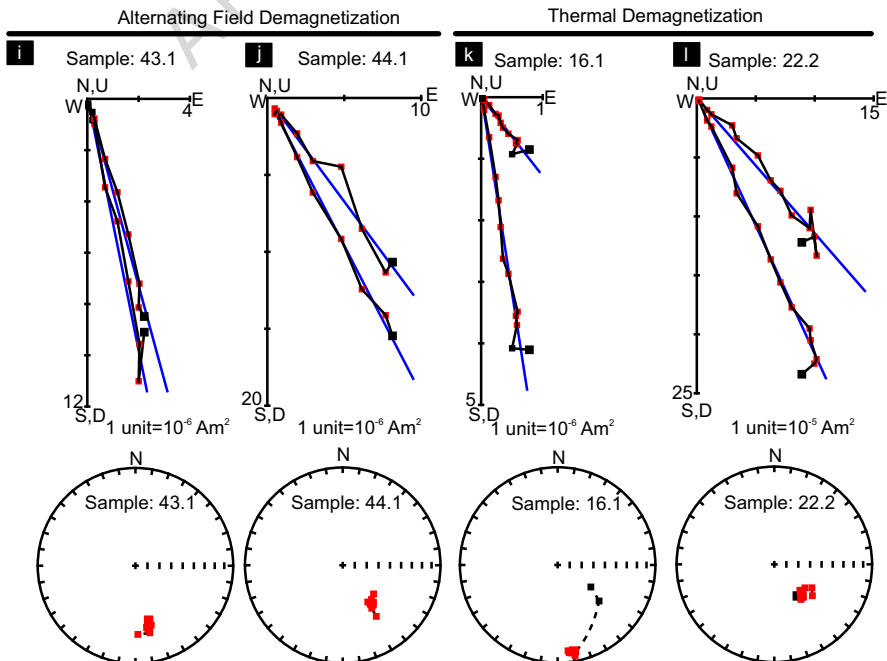 Alternating Field Demagnetization
Thermal Demagnetization
i
Sample: 43.1
j
Sample: 44.1
k
Sample: 16.1
l
Sample: 22.2
N,U
W
E
4
12
S,D
1 unit=10⁻⁶ Am²
N,U
W
E
10
20
S,D
1 unit=10⁻⁶ Am²
N,U
W
E
1
5
S,D
1 unit=10⁻⁶ Am²
N,U
W
E
15
25
S,D
1 unit=10⁻⁵ Am²
N
Sample: 43.1
N
Sample: 44.1
N
Sample: 16.1
N
Sample: 22.2